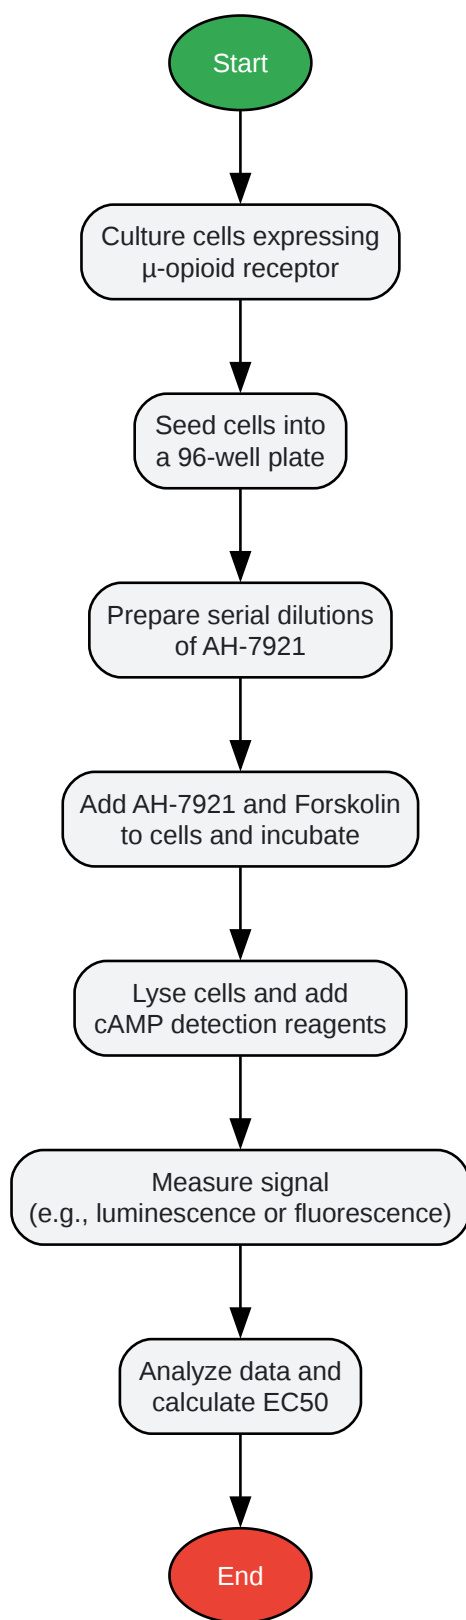 Start
Culture cells expressing
µ-opioid receptor
Seed cells into
a 96-well plate
Prepare serial dilutions
of AH-7921
Add AH-7921 and Forskolin
to cells and incubate
Lyse cells and add
cAMP detection reagents
Measure signal
(e.g., luminescence or fluorescence)
Analyze data and
calculate EC50
End